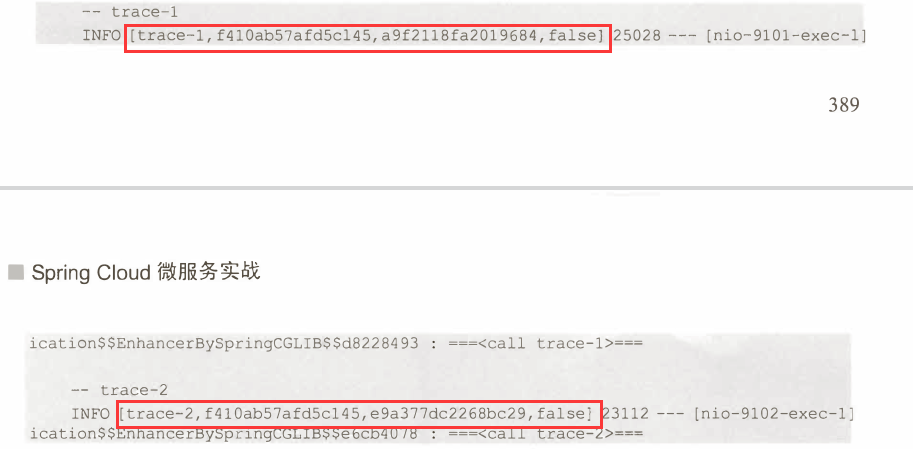 -- trace-1
INFO [trace-1,f410ab57afd5c145,a9f2118fa2019684,false] 25028 --- [nio-9101-exec-1]
389
Spring Cloud 微服务实战
ication$$EnhancerBySpringCGLIB$$d8228493 : ===<call trace-1>===
-- trace-2
INFO [trace-2,f410ab57afd5c145,e9a377dc2268bc29,false] 23112 --- [nio-9102-exec-1]
ication$$EnhancerBySpringCGLIB$$e6cb4078 : ===<call trace-2>===